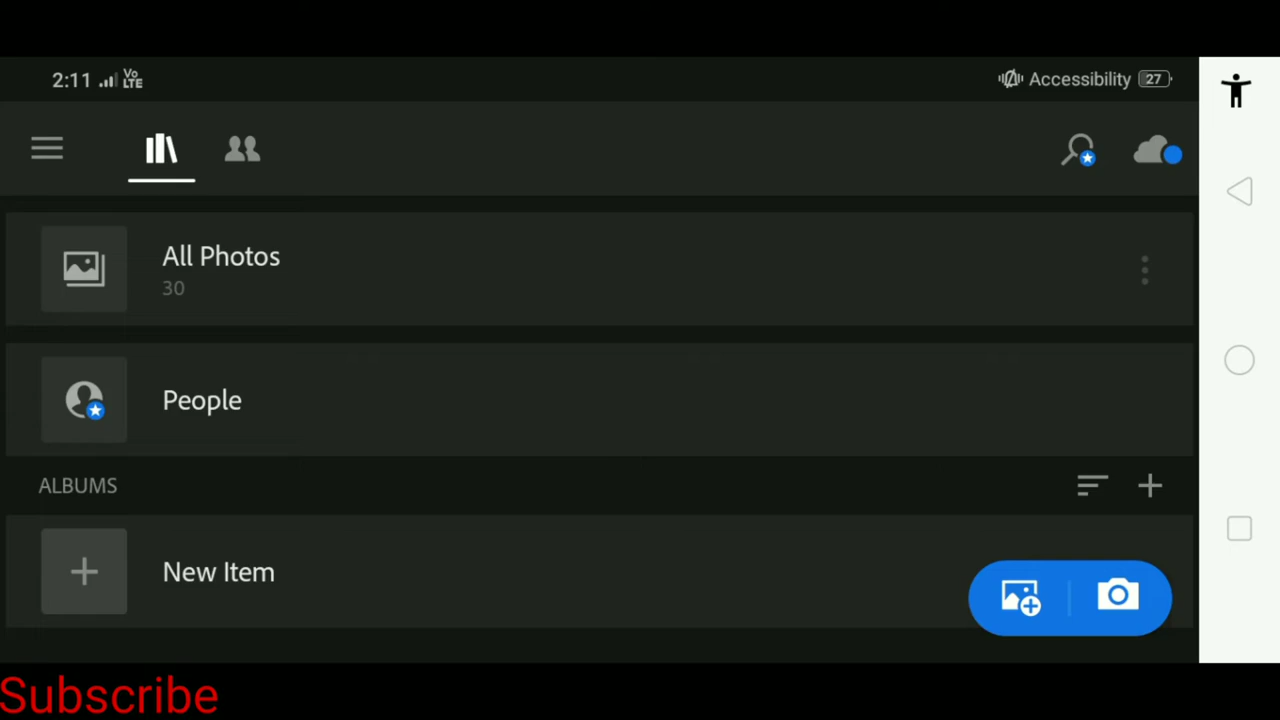 2:11 Vo LTE Accessibility 27
All Photos
30
People
ALBUMS
New Item
Subscribe